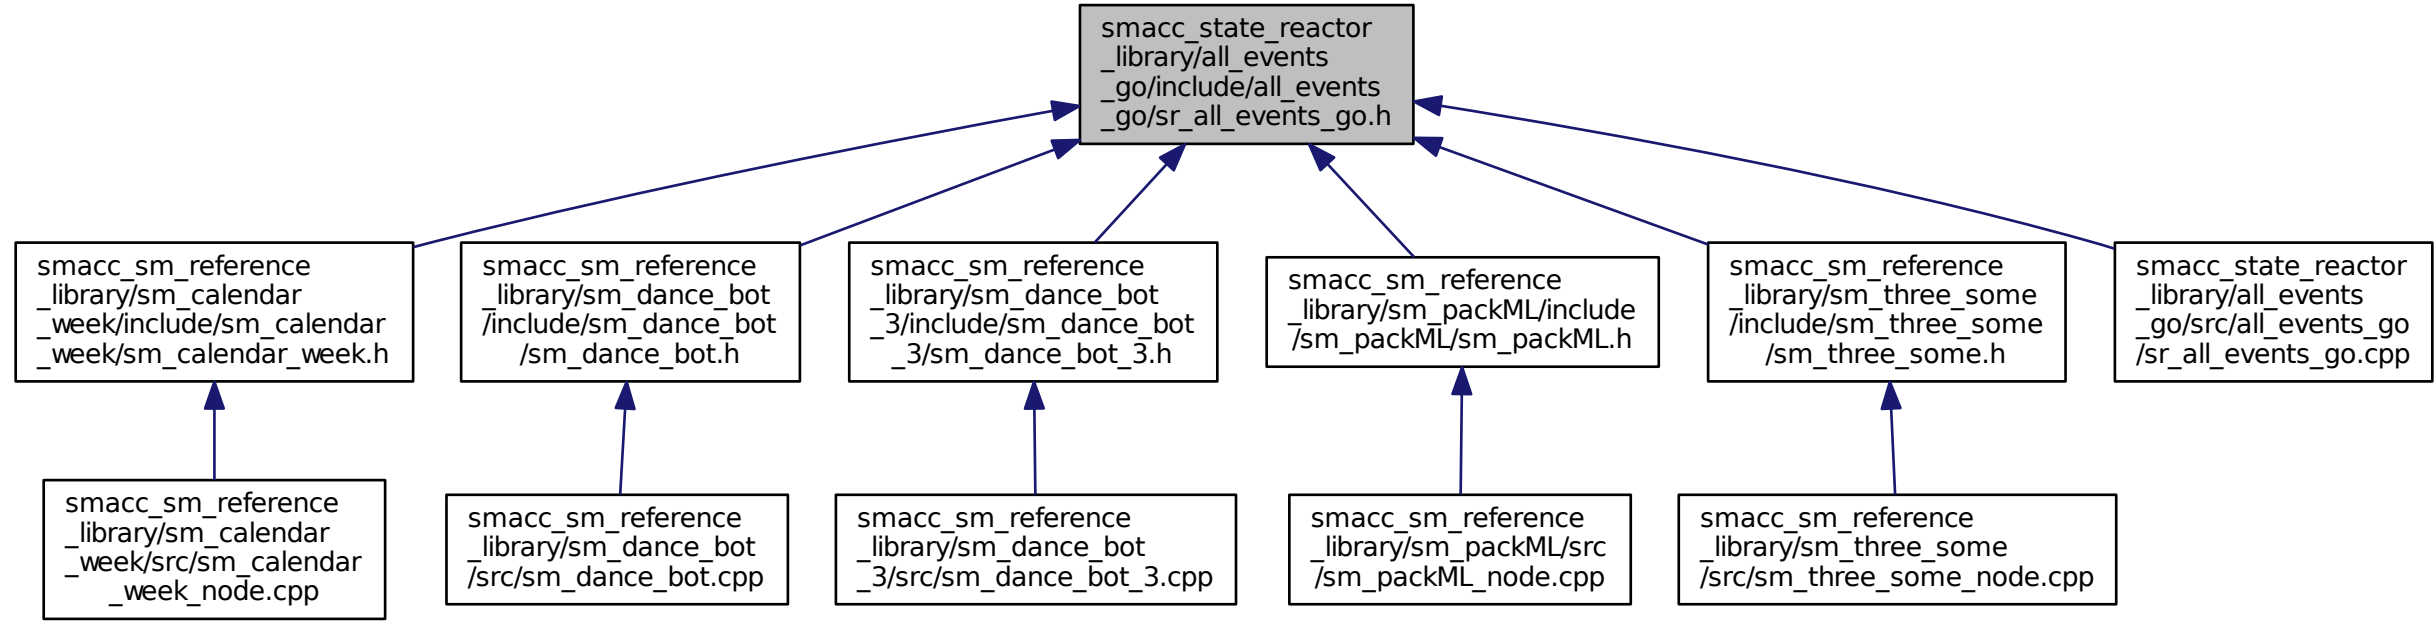 smacc_state_reactor
_library/all_events
_go/include/all_events
_go/sr_all_events_go.h
smacc_sm_reference
_library/sm_calendar
_week/include/sm_calendar
_week/sm_calendar_week.h
smacc_sm_reference
_library/sm_dance_bot
/include/sm_dance_bot
/sm_dance_bot.h
smacc_sm_reference
_library/sm_dance_bot
_3/include/sm_dance_bot
_3/sm_dance_bot_3.h
smacc_sm_reference
_library/sm_packML/include
/sm_packML/sm_packML.h
smacc_sm_reference
_library/sm_three_some
/include/sm_three_some
/sm_three_some.h
smacc_state_reactor
_library/all_events
_go/src/all_events_go
/sr_all_events_go.cpp
smacc_sm_reference
_library/sm_calendar
_week/src/sm_calendar
_week_node.cpp
smacc_sm_reference
_library/sm_dance_bot
/src/sm_dance_bot.cpp
smacc_sm_reference
_library/sm_dance_bot
_3/src/sm_dance_bot_3.cpp
smacc_sm_reference
_library/sm_packML/src
/sm_packML_node.cpp
smacc_sm_reference
_library/sm_three_some
/src/sm_three_some_node.cpp